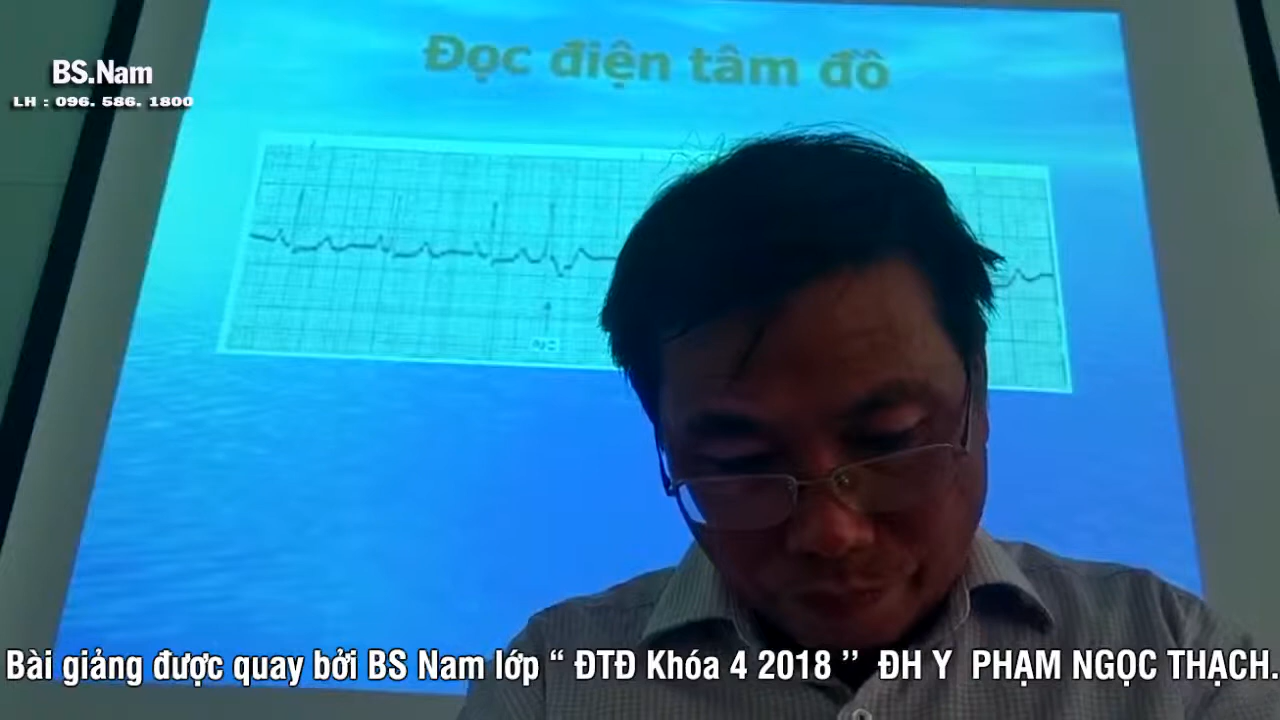 Đọc điện tâm đồ
BS.Nam
LH : 096. 586. 1800
Bài giảng được quay bởi BS Nam lớp “ ĐTĐ Khóa 4 2018 ’’ ĐH Y PHẠM NGỌC THẠCH.